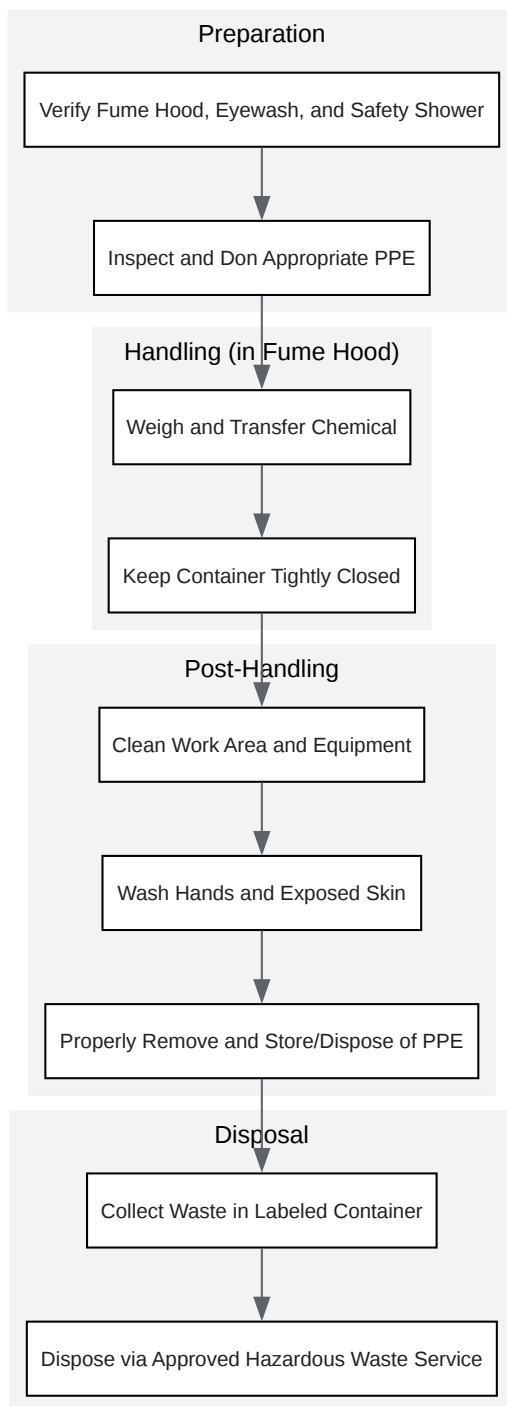 Preparation
Verify Fume Hood, Eyewash, and Safety Shower
Inspect and Don Appropriate PPE
Handling (in Fume Hood)
Weigh and Transfer Chemical
Keep Container Tightly Closed
Post-Handling
Clean Work Area and Equipment
Wash Hands and Exposed Skin
Properly Remove and Store/Dispose of PPE
Disposal
Collect Waste in Labeled Container
Dispose via Approved Hazardous Waste Service